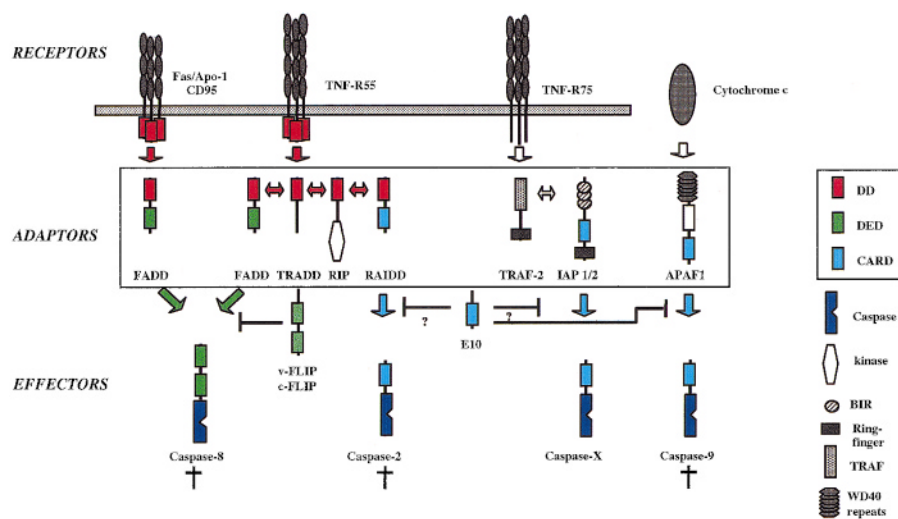 RECEPTORS
Fas/Apo-1
CD95
TNF-R55
TNF-R75
Cytochrome c
ADAPTORS
FADD
FADD
TRADD
RIP
RAIDD
TRAF-2
IAP 1/2
APAF1
DD
DED
CARD
?
?
E10
v-FLIP
c-FLIP
EFFECTORS
Caspase-8
Caspase-2
Caspase-X
Caspase-9
Caspase
kinase
BIR
Ring-
finger
TRAF
WD40
repeats